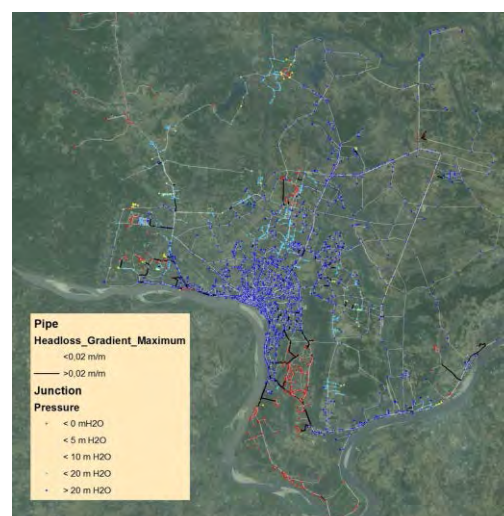 Pipe
Headloss_Gradient_Maximum
<0,02 m/m
>0,02 m/m
Junction
Pressure
< 0 mH2O
< 5 m H2O
< 10 m H2O
< 20 m H2O
> 20 m H2O